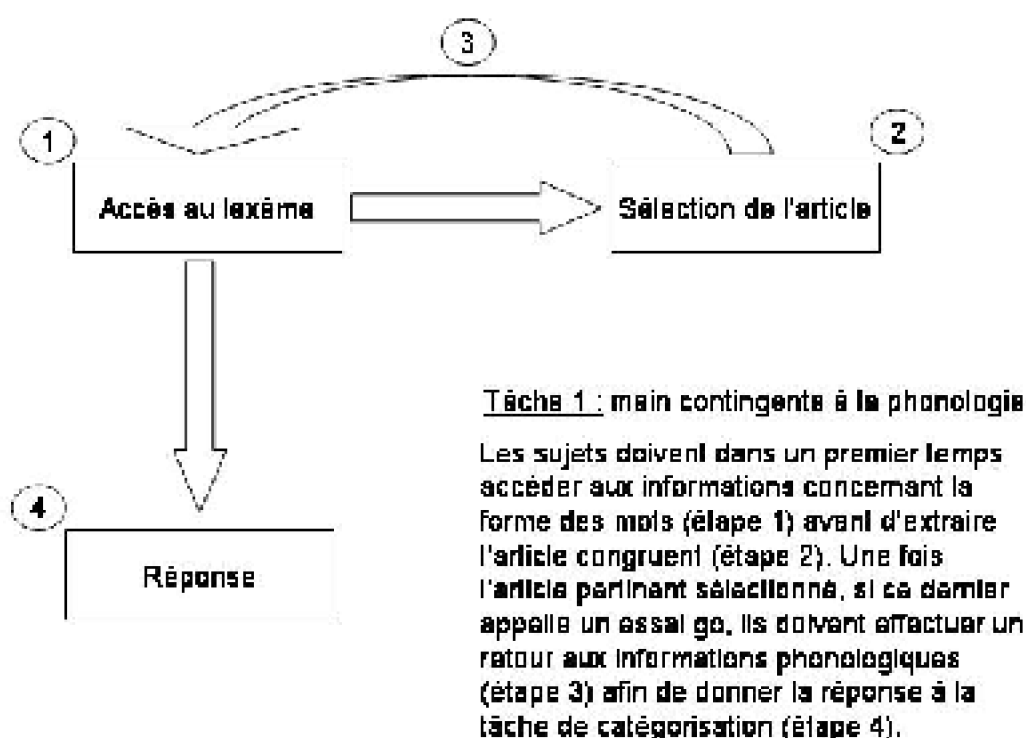 3
1
2
Accès au lexème
Sélection de l'article
4
Réponse
Tâche 1 : main contingente à la phonologie
Les sujets doivent dans un premier temps
accéder aux informations concernant la
forme des mots (étape 1) avant d'extraire
l'article congruent (étape 2). Une fois
l'article pertinent sélectionné, si ce dernier
appelle un essai go, ils doivent effectuer un
retour aux informations phonologiques
(étape 3) afin de donner la réponse à la
tâche de catégorisation (étape 4).